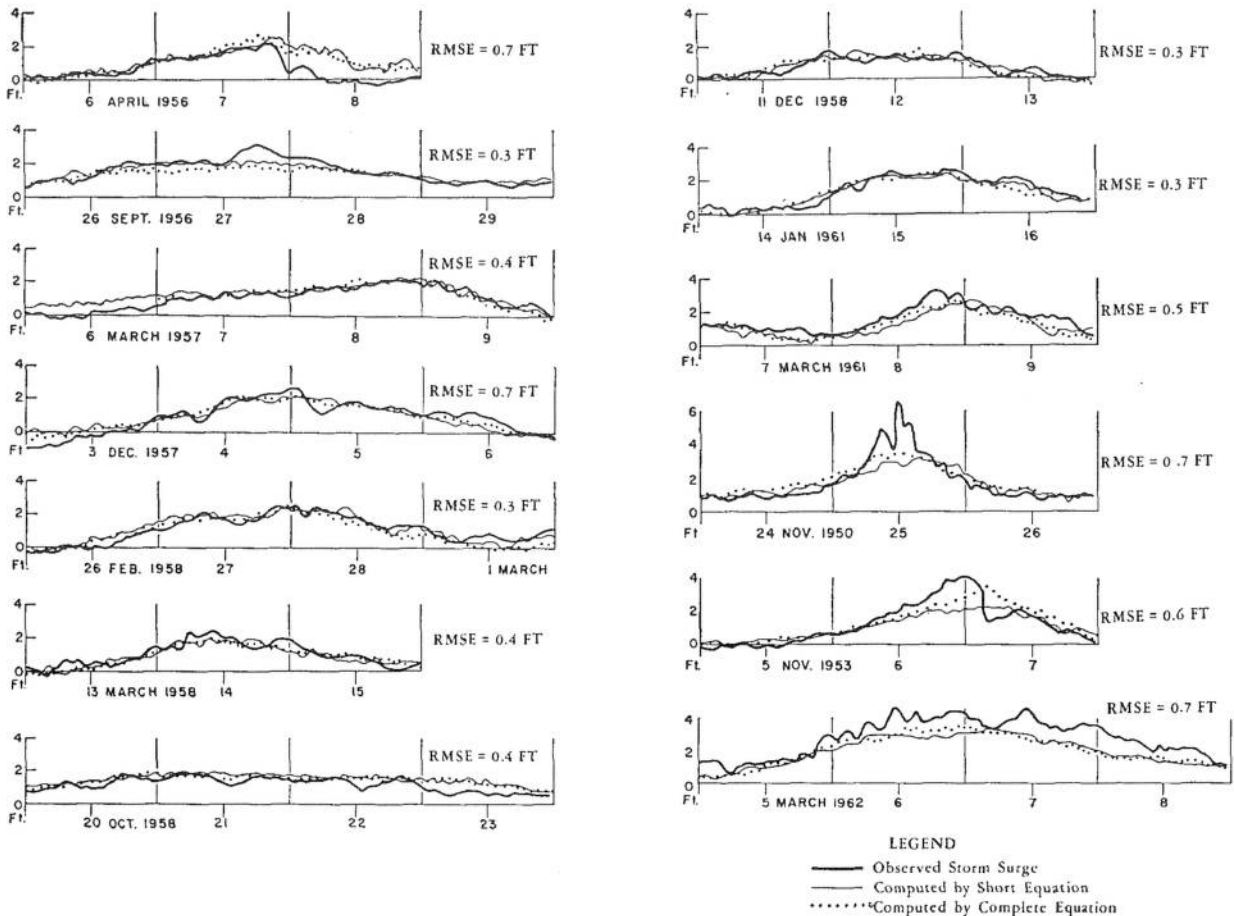 4
2
0
Ft.
RMSE = 0.7 FT
6 APRIL 1956 7 8
4
2
0
Ft.
RMSE = 0.3 FT
26 SEPT. 1956 27 28 29
4
2
0
Ft.
RMSE = 0.4 FT
6 MARCH 1957 7 8 9
4
2
0
Ft.
RMSE = 0.7 FT
3 DEC. 1957 4 5 6
4
2
0
Ft.
RMSE = 0.3 FT
26 FEB. 1958 27 28 1 MARCH
4
2
0
Ft.
RMSE = 0.4 FT
13 MARCH 1958 14 15
4
2
0
Ft.
RMSE = 0.4 FT
20 OCT. 1958 21 22 23
4
2
0
Ft.
RMSE = 0.3 FT
11 DEC 1958 12 13
4
2
0
Ft.
RMSE = 0.3 FT
14 JAN 1961 15 16
4
2
0
Ft.
RMSE = 0.5 FT
7 MARCH 1961 8 9
6
4
2
0
Ft
RMSE = 0.7 FT
24 NOV. 1950 25 26
4
2
0
Ft.
RMSE = 0.6 FT
5 NOV. 1953 6 7
4
2
0
Ft.
RMSE = 0.7 FT
5 MARCH 1962 6 7 8
LEGEND
Observed Storm Surge
Computed by Short Equation
Computed by Complete Equation